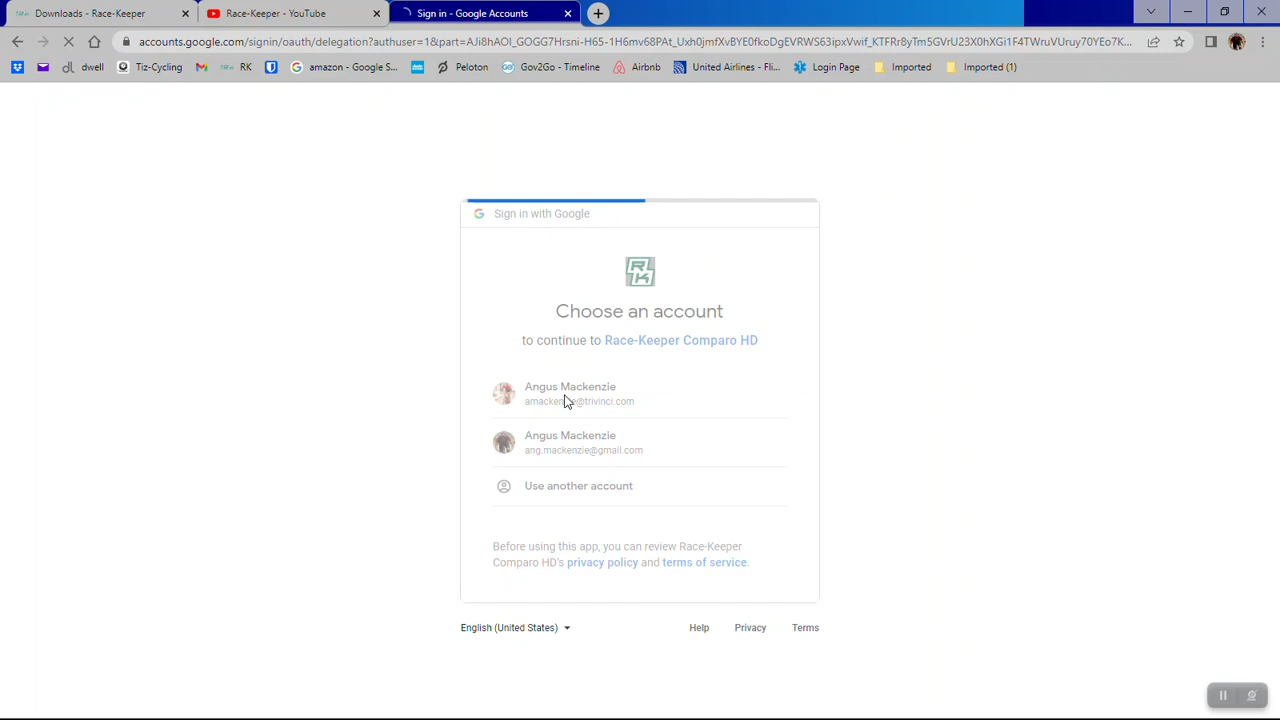 Downloads - Race-Keeper
Race-Keeper - YouTube
Sign in - Google Accounts
accounts.google.com/signin/oauth/delegation?authuser=1&part=AJi8hAOI_GOGG7Hrsni-H65-1H6mv68PAt_Uxh0jmfXvBYE0fkoDgEVRWS63ipxVwif_KTFRr8yTm5GVrU23X0hXGi1F4TWruVUruy70YEo7K...
dwell
Tiz-Cycling
RK
amazon - Google S...
Peloton
Gov2Go - Timeline
Airbnb
United Airlines - Fli...
Login Page
Imported
Imported (1)
Sign in with Google
RK
Choose an account
to continue to Race-Keeper Comparo HD
Angus Mackenzie
Angus Mackenzie
ang.mackenzie@gmail.com
Use another account
Before using this app, you can review Race-Keeper
Comparo HD's privacy policy and terms of service.
English (United States)
Help
Privacy
Terms